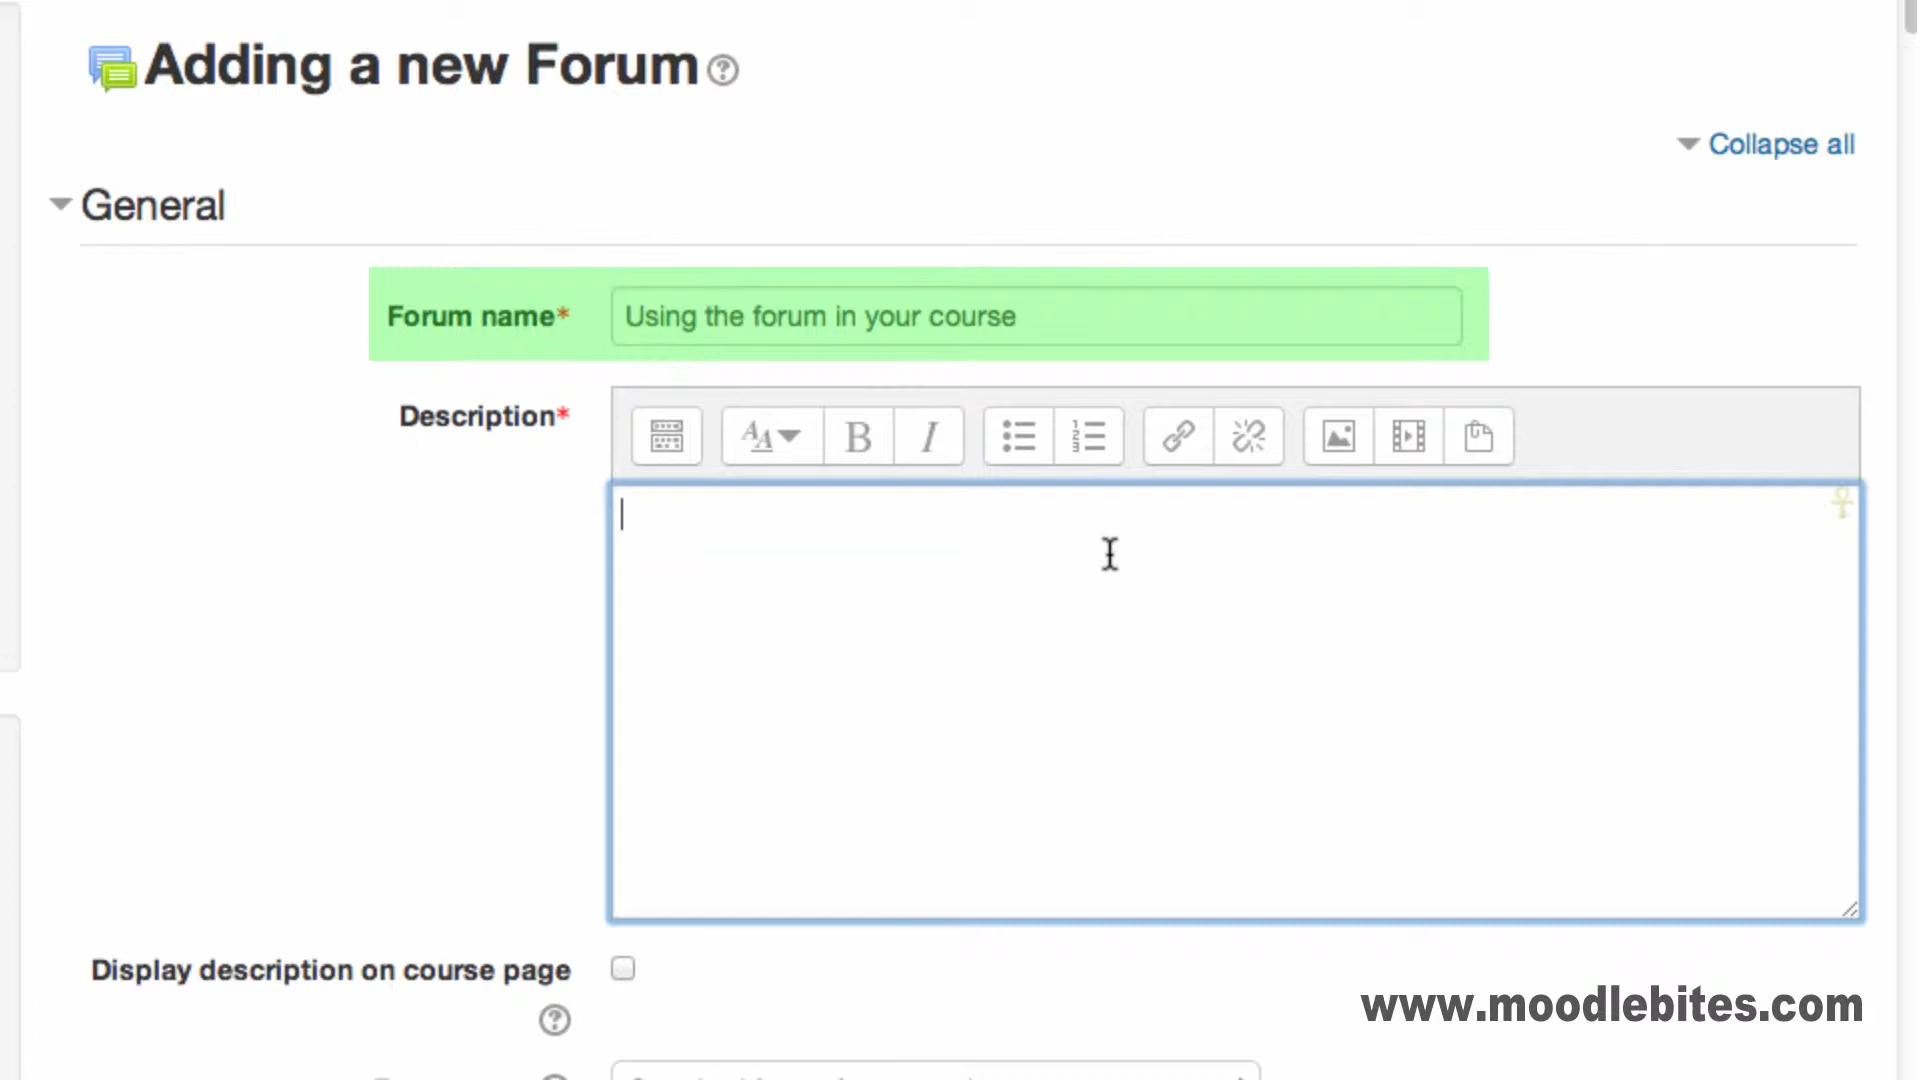 Adding a new Forum
Collapse all
General
Forum name*
Using the forum in your course
Description*
Display description on course page
www.moodlebites.com